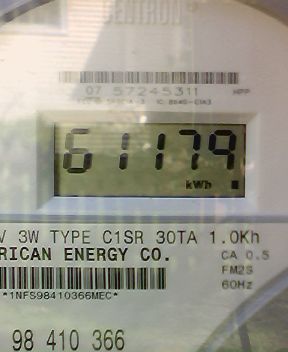 CENTRON
07 57245311 HPP
61179
kWh
V 3W TYPE C1SR 30TA 1.0Kh
RICAN ENERGY CO. CA 0.5
FM2S
*1NFS98410366MEC* 60Hz
98 410 366